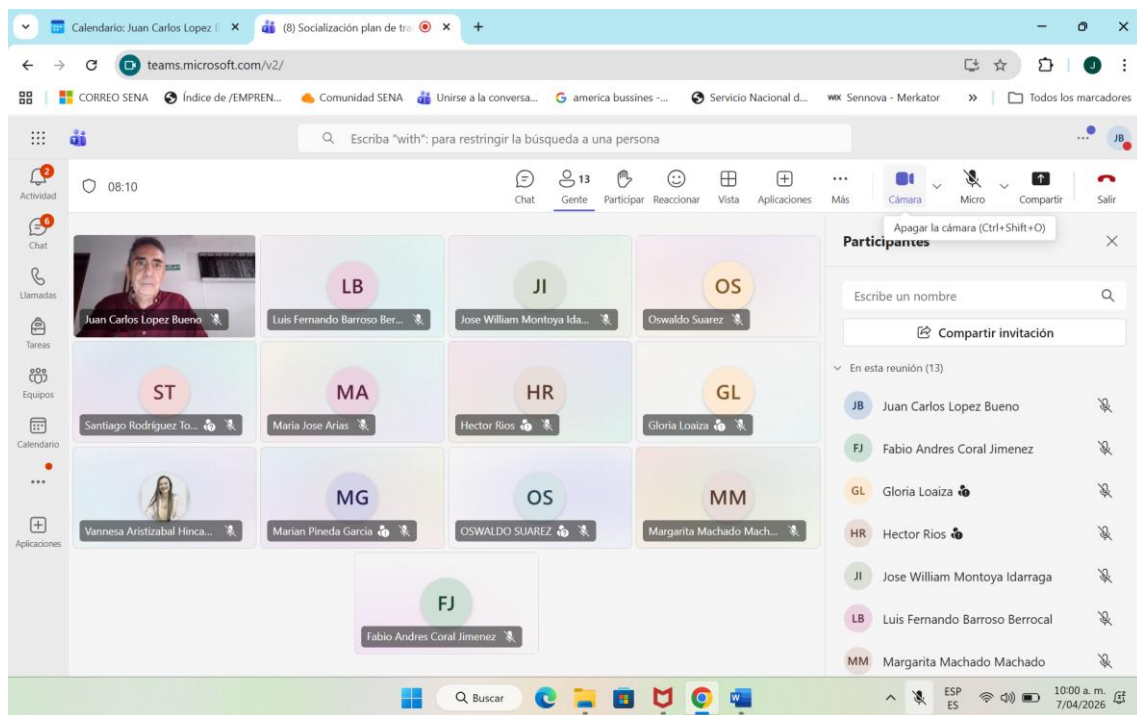 Calendario: Juan Carlos Lopez B
(8) Socialización plan de tra
teams.microsoft.com/v2/
J
CORREO SENA
Índice de /EMPREN...
Comunidad SENA
Unirse a la conversa...
america bussines -...
Servicio Nacional d...
WIX Sennova - Merkator
»
Todos los marcadores
Escriba "with": para restringir la búsqueda a una persona
JB
2
Actividad
08:10
Chat
13
Gente
Participar
Reaccionar
Vista
Aplicaciones
Más
Cámara
Micro
Compartir
Salir
Apagar la cámara (Ctrl+Shift+O)
6
Chat
Llamadas
Tareas
Equipos
Calendario
Aplicaciones
Juan Carlos Lopez Bueno
LB
Luis Fernando Barroso Ber...
JI
Jose William Montoya Ida...
OS
Oswaldo Suarez
ST
Santiago Rodríguez To...
MA
Maria Jose Arias
HR
Hector Rios
GL
Gloria Loaiza
Vannesa Aristizabal Hinca...
MG
Marian Pineda Garcia
OS
OSWALDO SUAREZ
MM
Margarita Machado Mach...
FJ
Fabio Andres Coral Jimenez
Participantes
Escribe un nombre
Compartir invitación
En esta reunión (13)
JB Juan Carlos Lopez Bueno
FJ Fabio Andres Coral Jimenez
GL Gloria Loaiza
HR Hector Rios
JI Jose William Montoya Idarraga
LB Luis Fernando Barroso Berrocal
MM Margarita Machado Machado
Buscar
ESP
ES
10:00 a. m.
7/04/2026